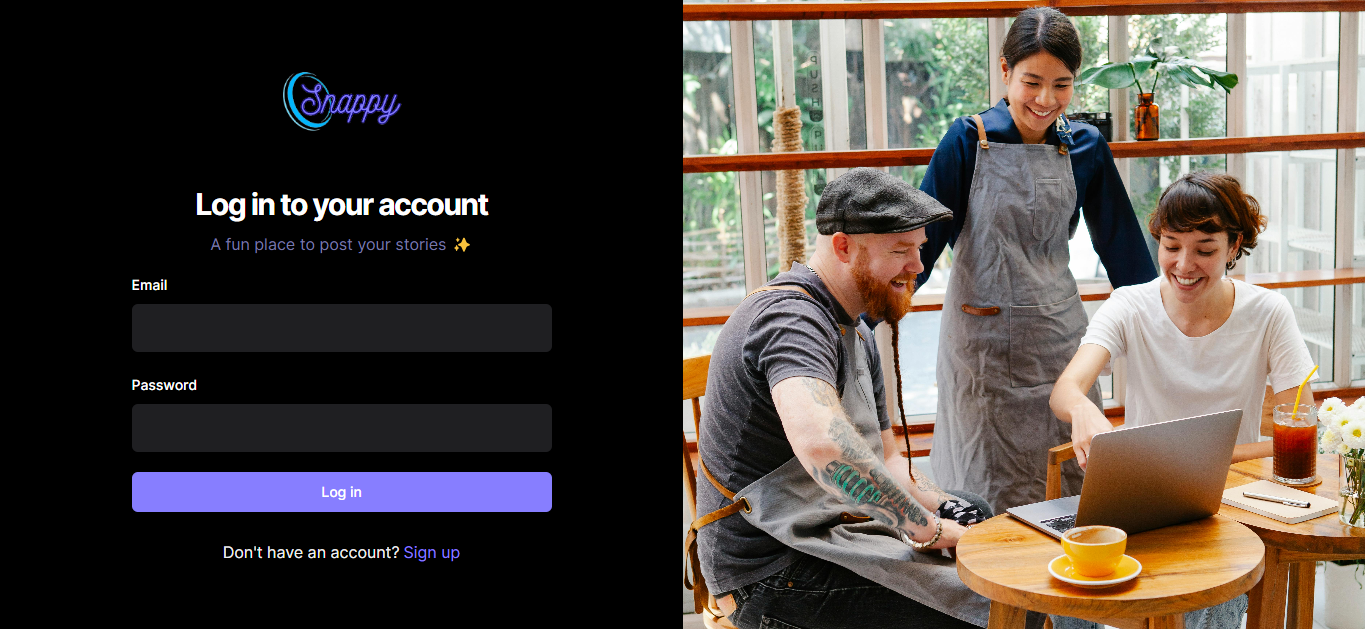 Snappy
Log in to your account
A fun place to post your stories ✨
Email
Password
Log in
Don't have an account? Sign up
PUSH